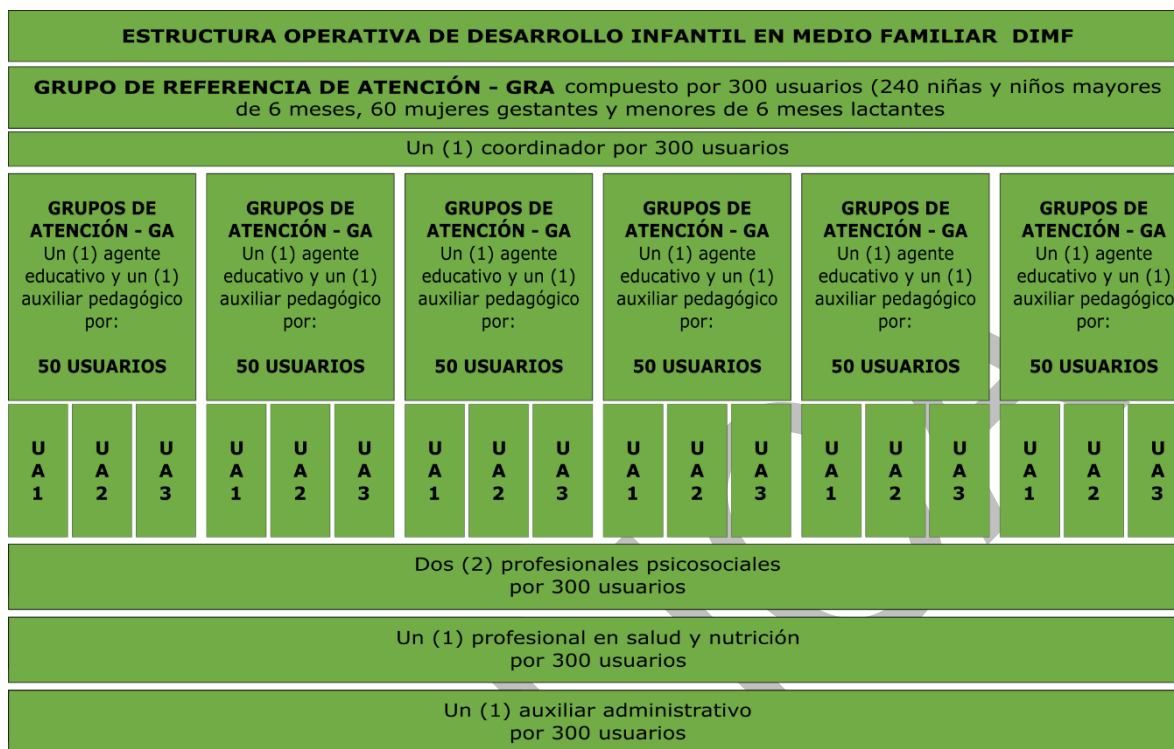 ESTRUCTURA OPERATIVA DE DESARROLLO INFANTIL EN MEDIO FAMILIAR DIMF
GRUPO DE REFERENCIA DE ATENCIÓN - GRA compuesto por 300 usuarios (240 niñas y niños mayores
de 6 meses, 60 mujeres gestantes y menores de 6 meses lactantes
Un (1) coordinador por 300 usuarios
GRUPOS DE
ATENCIÓN - GA
Un (1) agente
educativo y un (1)
auxiliar pedagógico
por:
50 USUARIOS
GRUPOS DE
ATENCIÓN - GA
Un (1) agente
educativo y un (1)
auxiliar pedagógico
por:
50 USUARIOS
GRUPOS DE
ATENCIÓN - GA
Un (1) agente
educativo y un (1)
auxiliar pedagógico
por:
50 USUARIOS
GRUPOS DE
ATENCIÓN - GA
Un (1) agente
educativo y un (1)
auxiliar pedagógico
por:
50 USUARIOS
GRUPOS DE
ATENCIÓN - GA
Un (1) agente
educativo y un (1)
auxiliar pedagógico
por:
50 USUARIOS
GRUPOS DE
ATENCIÓN - GA
Un (1) agente
educativo y un (1)
auxiliar pedagógico
por:
50 USUARIOS
UA1
UA2
UA3
UA1
UA2
UA3
UA1
UA2
UA3
UA1
UA2
UA3
UA1
UA2
UA3
UA1
UA2
UA3
Dos (2) profesionales psicosociales
por 300 usuarios
Un (1) profesional en salud y nutrición
por 300 usuarios
Un (1) auxiliar administrativo
por 300 usuarios